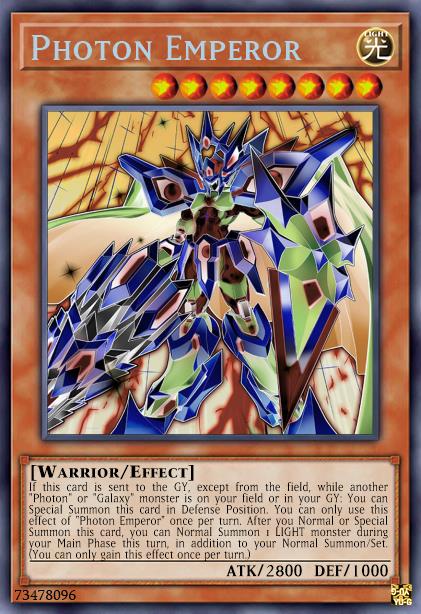 PHOTON EMPEROR
LIGHT
光
[WARRIOR/EFFECT]
If this card is sent to the GY, except from the field, while another
"Photon" or "Galaxy" monster is on your field or in your GY: You can
Special Summon this card in Defense Position. You can only use this
effect of "Photon Emperor" once per turn. After you Normal or Special
Summon this card, you can Normal Summon 1 LIGHT monster during
your Main Phase this turn, in addition to your Normal Summon/Set.
(You can only gain this effect once per turn.)
ATK/2800 DEF/1000
73478096